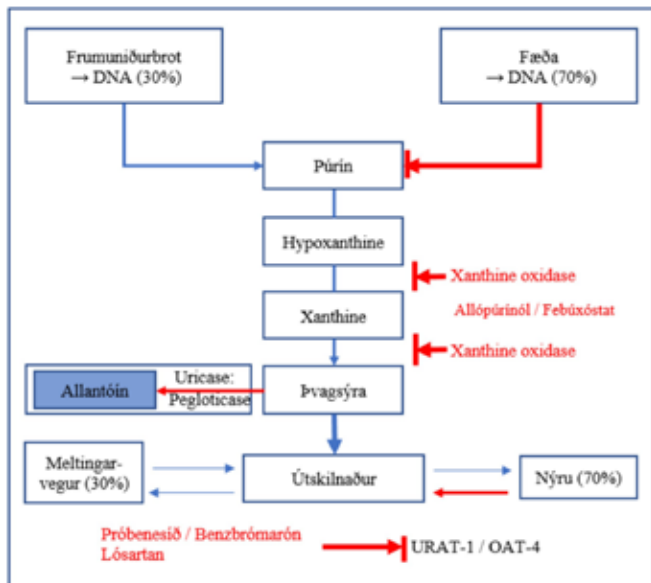 Frumuniðurbrot
→ DNA (30%)
Fæða
→ DNA (70%)
Púrín
Hypoxanthine
Xanthine oxidase
Allópúrínól / Febúxóstat
Xanthine
Xanthine oxidase
Allantóín
Uricase:
Pegloticase
Þvagsýra
Meltingar-
vegur (30%)
Útskilnaður
Nýru (70%)
Próbenesíð / Benzbrómarón
Lósartan
URAT-1 / OAT-4